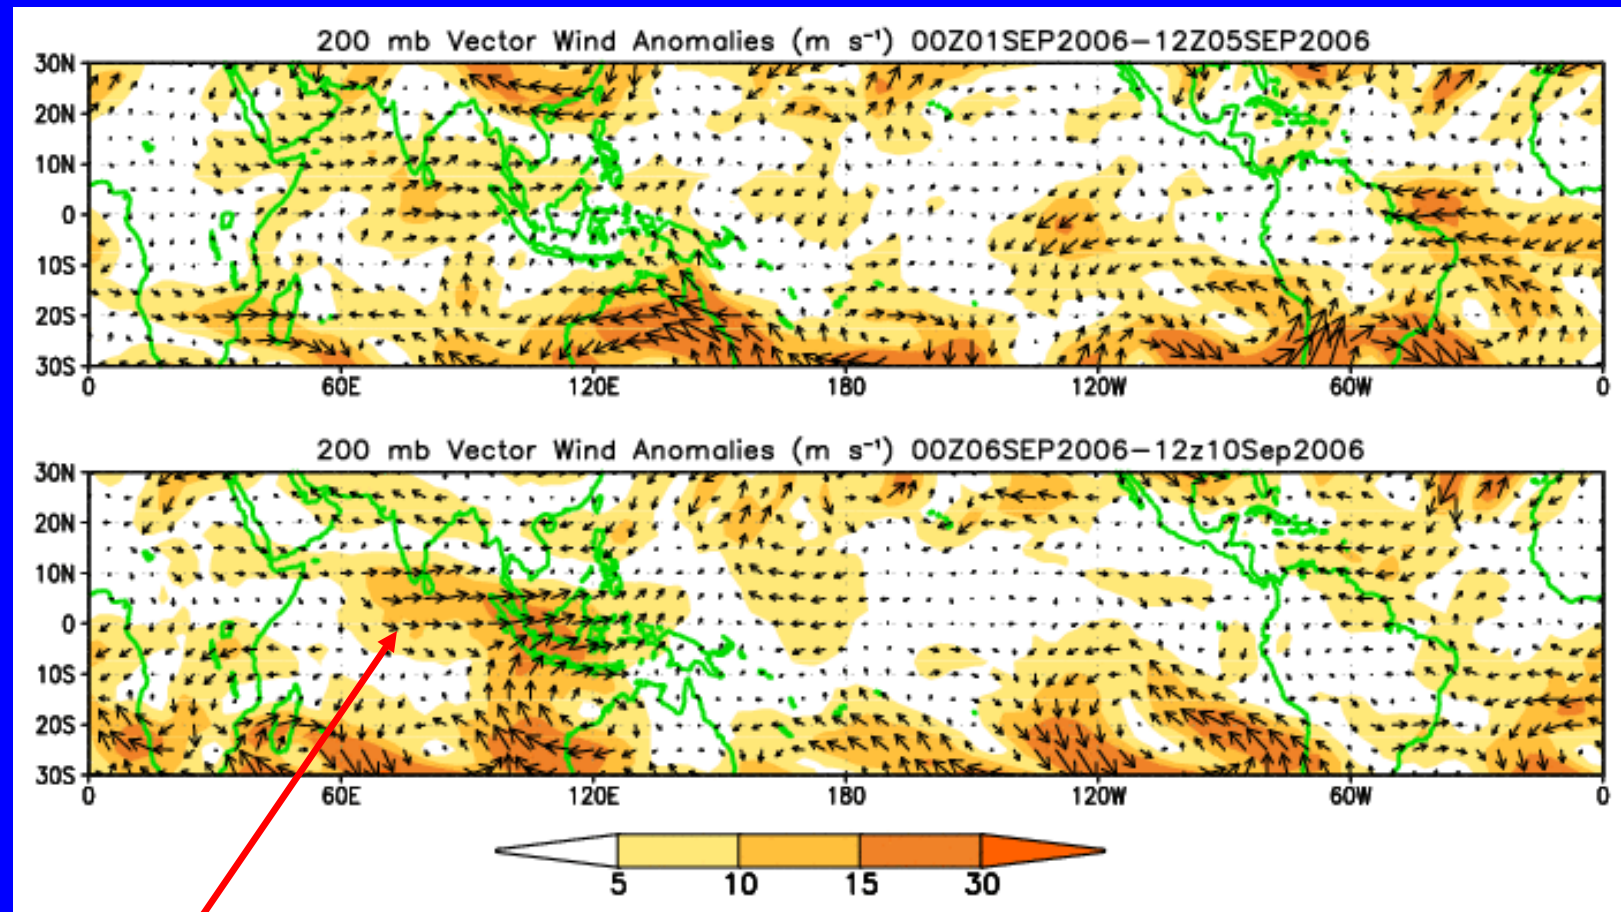 200 mb Vector Wind Anomalies (m s⁻¹) 00Z01SEP2006–12Z05SEP2006
30N
20N
10N
0
10S
20S
30S
0 60E 120E 180 120W 60W 0
200 mb Vector Wind Anomalies (m s⁻¹) 00Z06SEP2006–12z10Sep2006
30N
20N
10N
0
10S
20S
30S
0 60E 120E 180 120W 60W 0
5 10 15 30